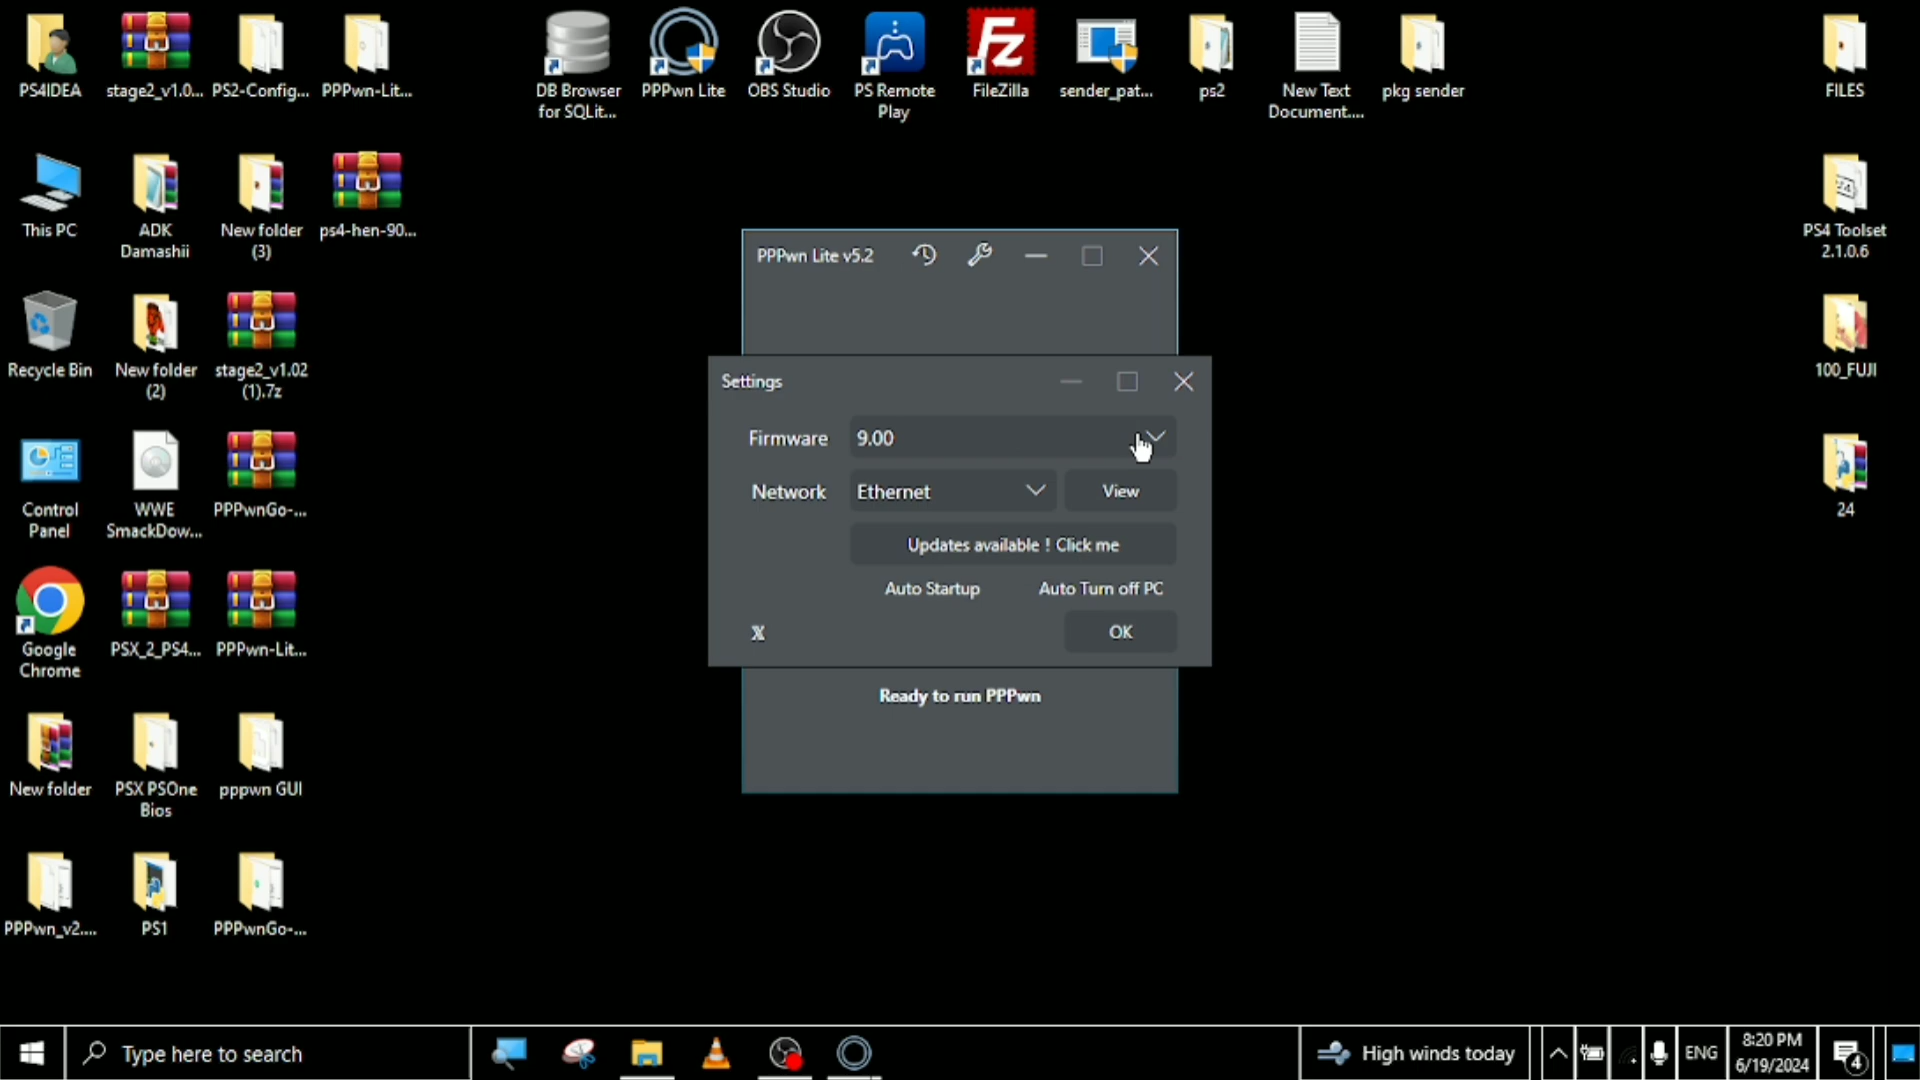 PS4IDEA
stage2_v1.0...
PS2-Config...
PPPwn-Lit...
DB Browser
for SQLit...
PPPwn Lite
OBS Studio
PS Remote
Play
FileZilla
sender_pat...
ps2
New Text
Document....
pkg sender
FILES
This PC
ADK
Damashii
New folder
(3)
ps4-hen-90...
PS4 Toolset
2.1.0.6
Recycle Bin
New folder
(2)
stage2_v1.02
(1).7z
100_FUJI
Control
Panel
WWE
SmackDow...
PPPwnGo-...
24
Google
Chrome
PSX_2_PS4...
PPPwn-Lit...
New folder
PSX PSOne
Bios
pppwn GUI
PPPwn_v2....
PS1
PPPwnGo-...
PPPwn Lite v5.2
Settings
Firmware
9.00
Network
Ethernet
View
Updates available ! Click me
Auto Startup
Auto Turn off PC
X
OK
Ready to run PPPwn
Type here to search
High winds today
ENG
8:20 PM
6/19/2024
4